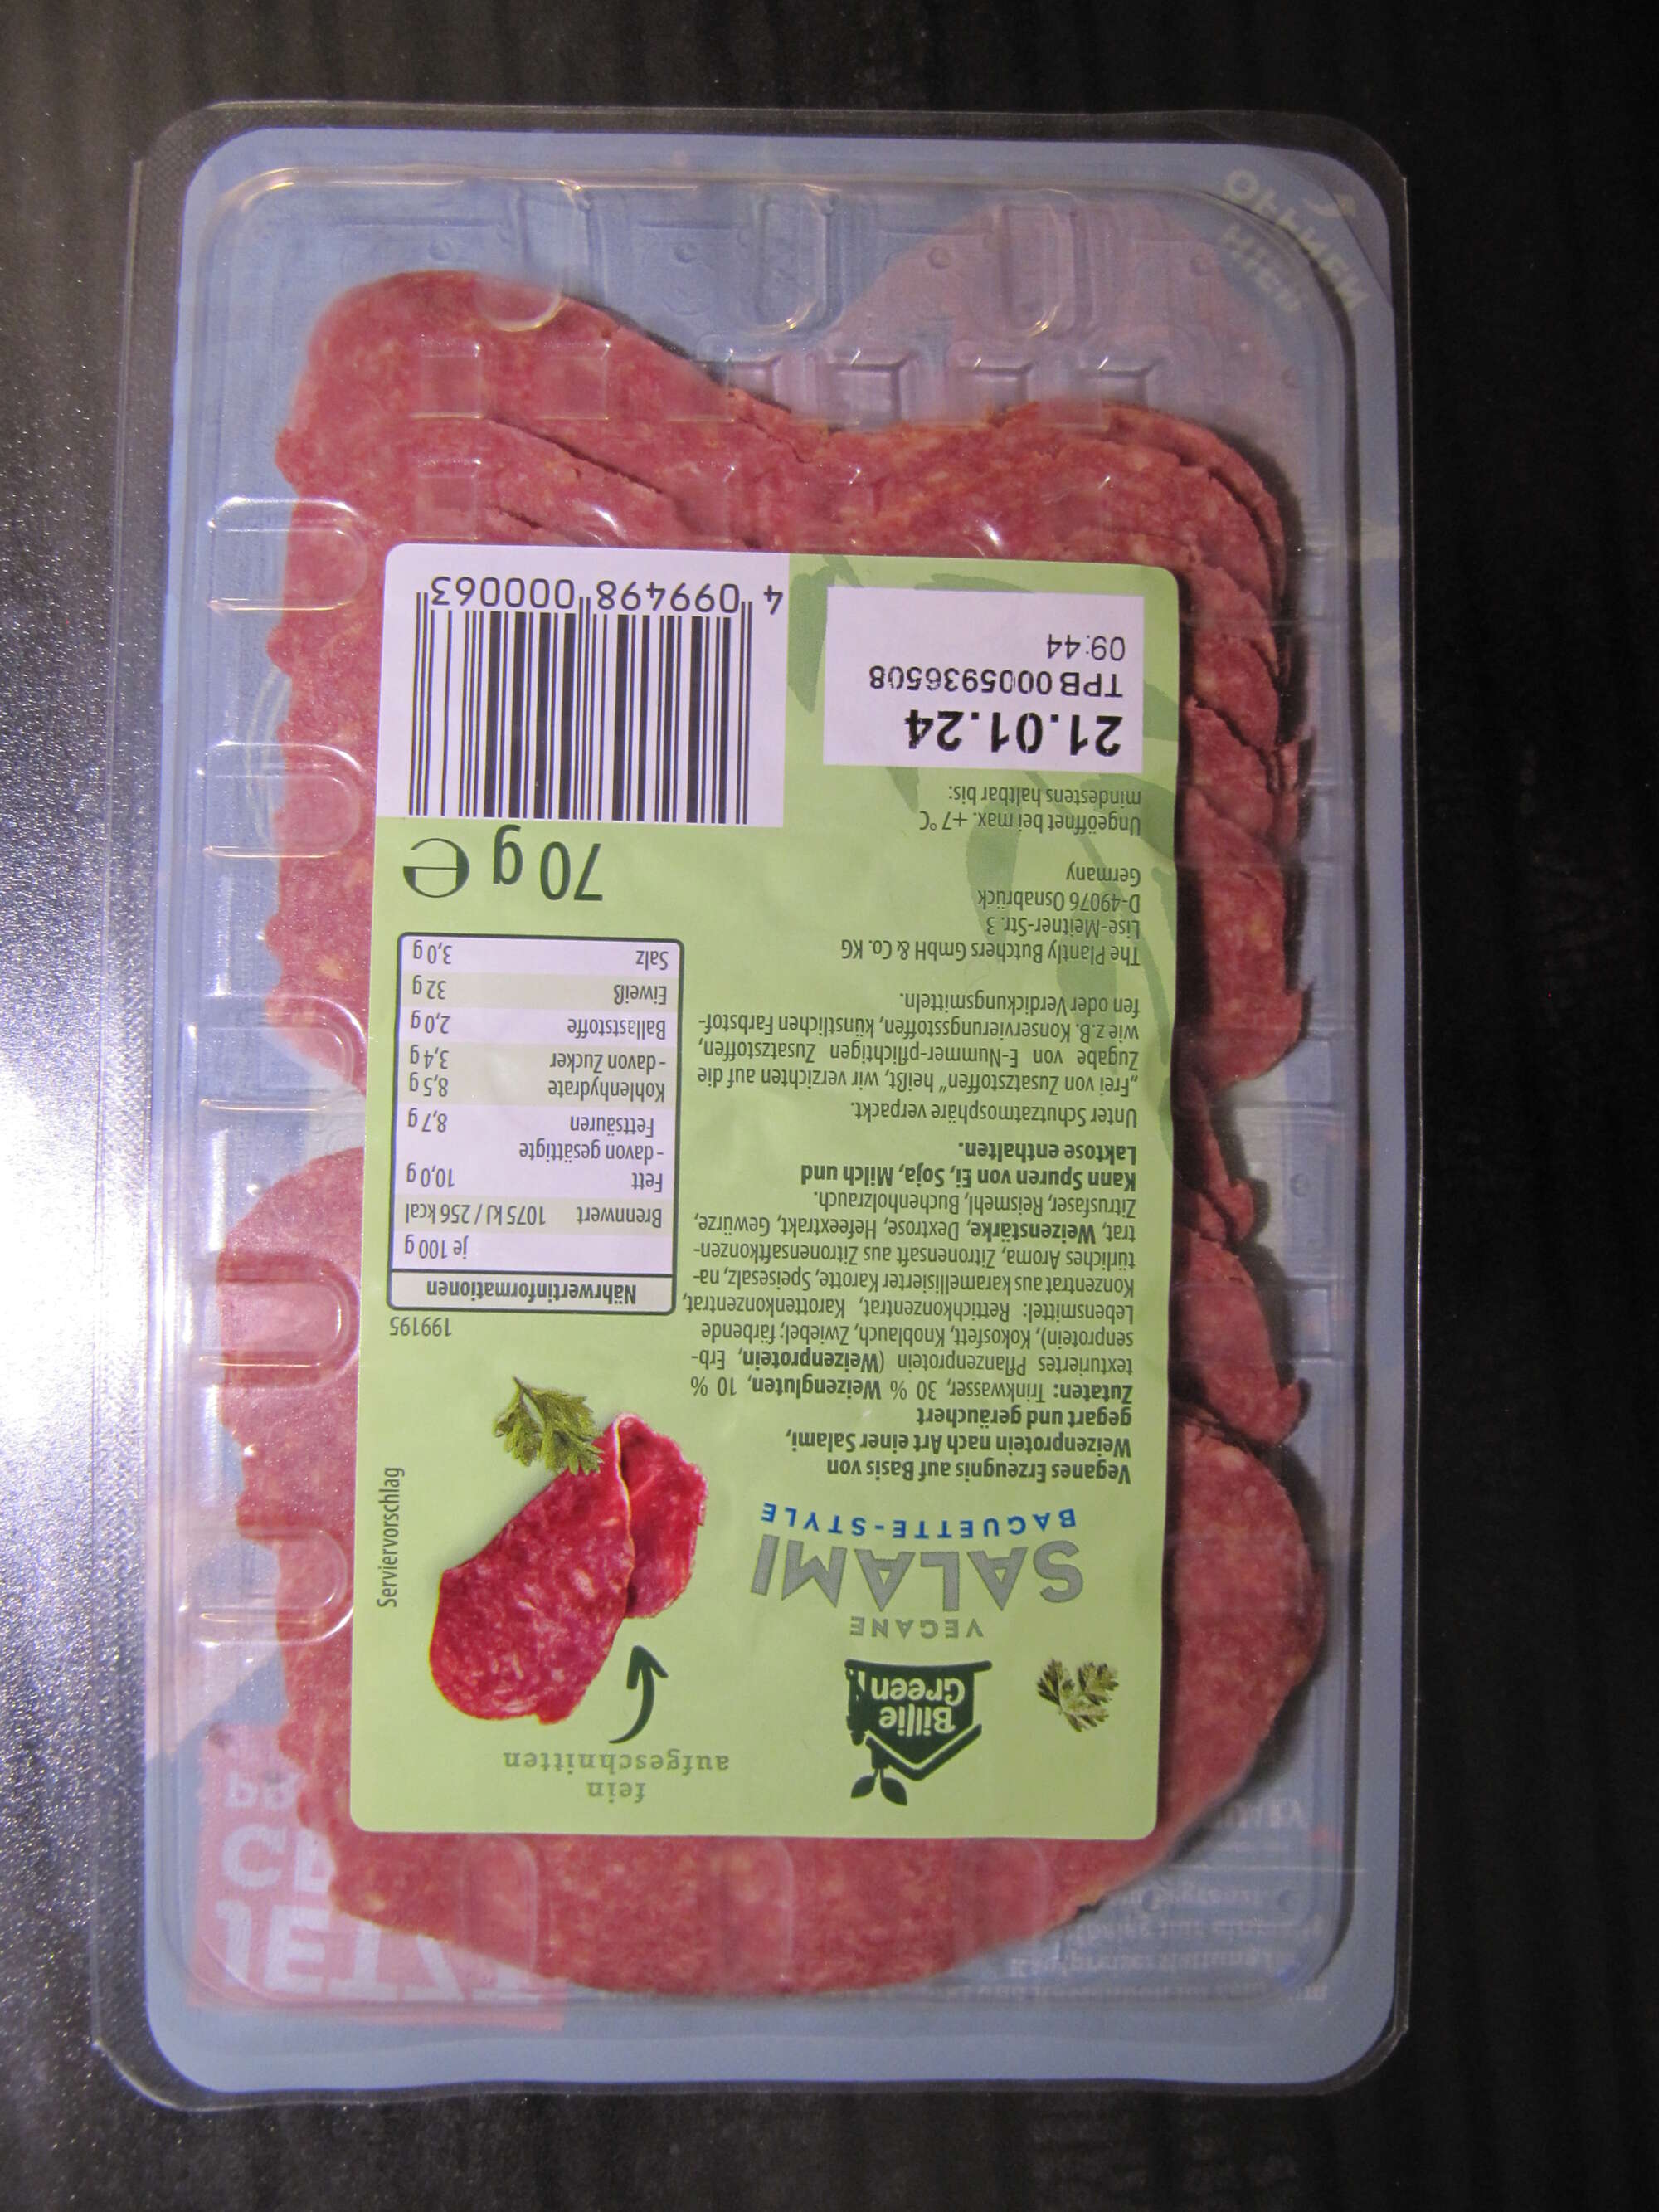 fein
aufgeschnitten
Billie
Green
VEGANE
SALAMI
BAGUETTE-STYLE
Serviervorschlag
Veganes Erzeugnis auf Basis von
Weizenprotein nach Art einer Salami,
gegart und geräuchert
Zutaten: Trinkwasser, 30 % Weizengluten, 10 %
texturiertes Pflanzenprotein (Weizenprotein, Erb-
senprotein), Kokosfett, Knoblauch, Zwiebel; färbende
Lebensmittel: Rettichkonzentrat, Karottenkonzentrat,
Konzentrat aus karamellisierter Karotte, Speisesalz, na-
türliches Aroma, Zitronensaft aus Zitronensaftkonzen-
trat, Weizenstärke, Dextrose, Hefeextrakt, Gewürze,
Zitrusfaser, Reismehl, Buchenholzrauch.
Kann Spuren von Ei, Soja, Milch und
Laktose enthalten.
Unter Schutzatmosphäre verpackt.
„Frei von Zusatzstoffen" heißt, wir verzichten auf die
Zugabe von E-Nummer-pflichtigen Zusatzstoffen,
wie z.B. Konservierungsstoffen, künstlichen Farbstof-
fen oder Verdickungsmitteln.
The Plantly Butchers GmbH & Co. KG
Lise-Meitner-Str. 3
D-49076 Osnabrück
Germany
Ungeöffnet bei max. +7 °C
mindestens haltbar bis:
21.01.24
TPB 0005936508
09:44
199195
Nährwertinformationen
je 100 g
Brennwert 1075 kJ / 256 kcal
Fett 10,0 g
- davon gesättigte
Fettsäuren 8,7 g
Kohlenhydrate 8,5 g
- davon Zucker 3,4 g
Ballaststoffe 2,0 g
Eiweiß 32 g
Salz 3,0 g
70 g e
4 099498 000063
HIER
ÖFFNEN
JETZT